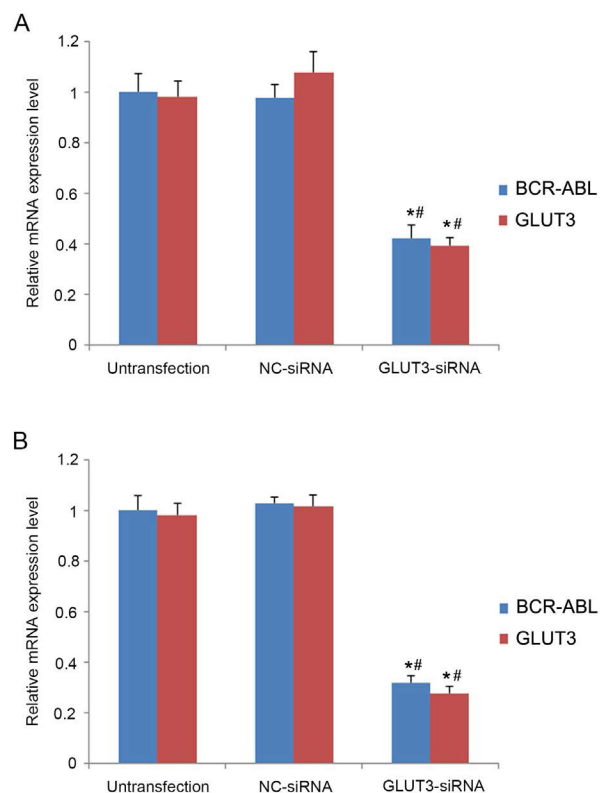 A
Relative mRNA expression level
1.2
1
0.8
0.6
0.4
0.2
0
*# *#
BCR-ABL
GLUT3
Untransfection NC-siRNA GLUT3-siRNA
B
Relative mRNA expression level
1.2
1
0.8
0.6
0.4
0.2
0
*# *#
BCR-ABL
GLUT3
Untransfection NC-siRNA GLUT3-siRNA